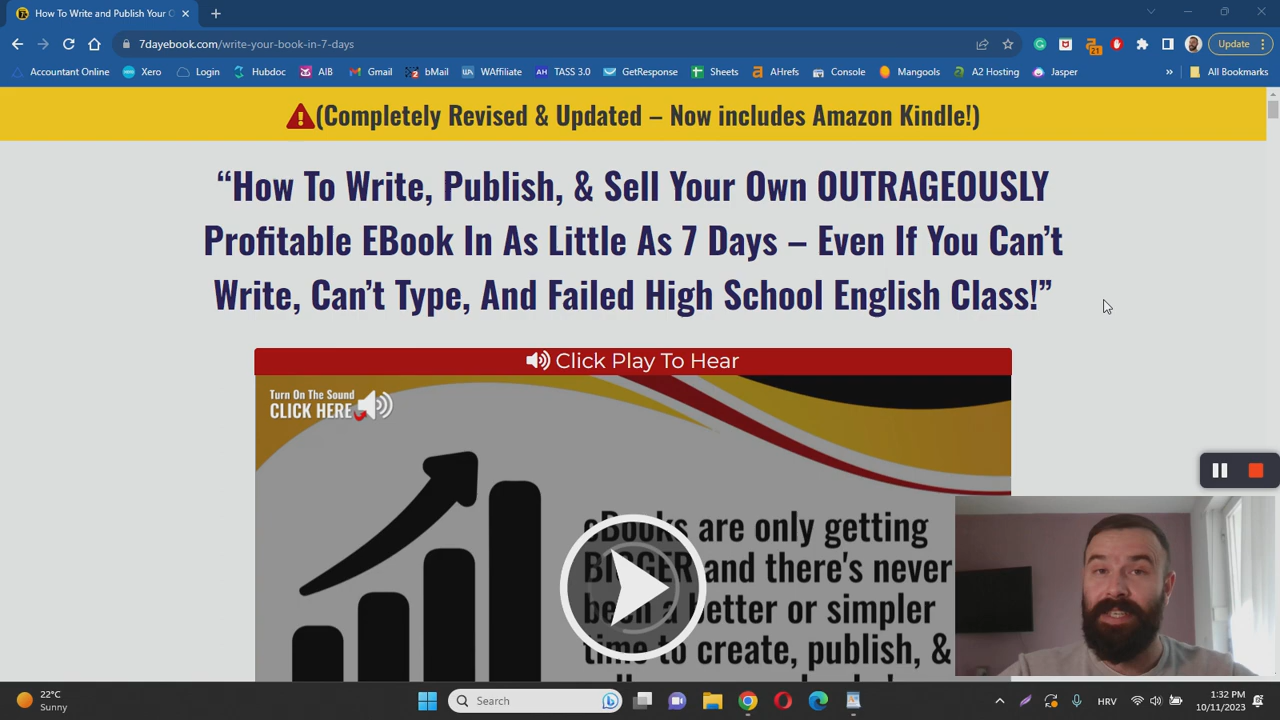 How To Write and Publish Your O
7dayebook.com/write-your-book-in-7-days
Update
Accountant Online
Xero
Login
Hubdoc
AIB
Gmail
bMail
WAffiliate
TASS 3.0
GetResponse
Sheets
AHrefs
Console
Mangools
A2 Hosting
Jasper
»
All Bookmarks
21
(Completely Revised & Updated – Now includes Amazon Kindle!)
“How To Write, Publish, & Sell Your Own OUTRAGEOUSLY
Profitable EBook In As Little As 7 Days – Even If You Can’t
Write, Can’t Type, And Failed High School English Class!”
Click Play To Hear
Turn On The Sound
CLICK HERE
eBooks are only getting
BIGGER and there's never
been a better or simpler
time to create, publish, &
22°C
Sunny
Search
HRV
1:32 PM
10/11/2023